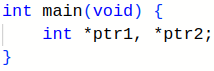 int main(void) {
    int *ptr1, *ptr2;
}